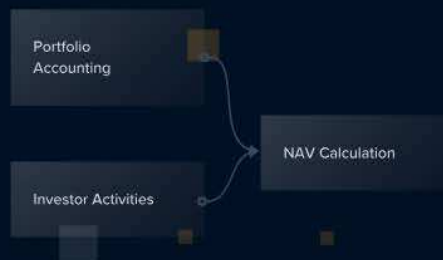 Portfolio
Accounting
NAV Calculation
Investor Activities